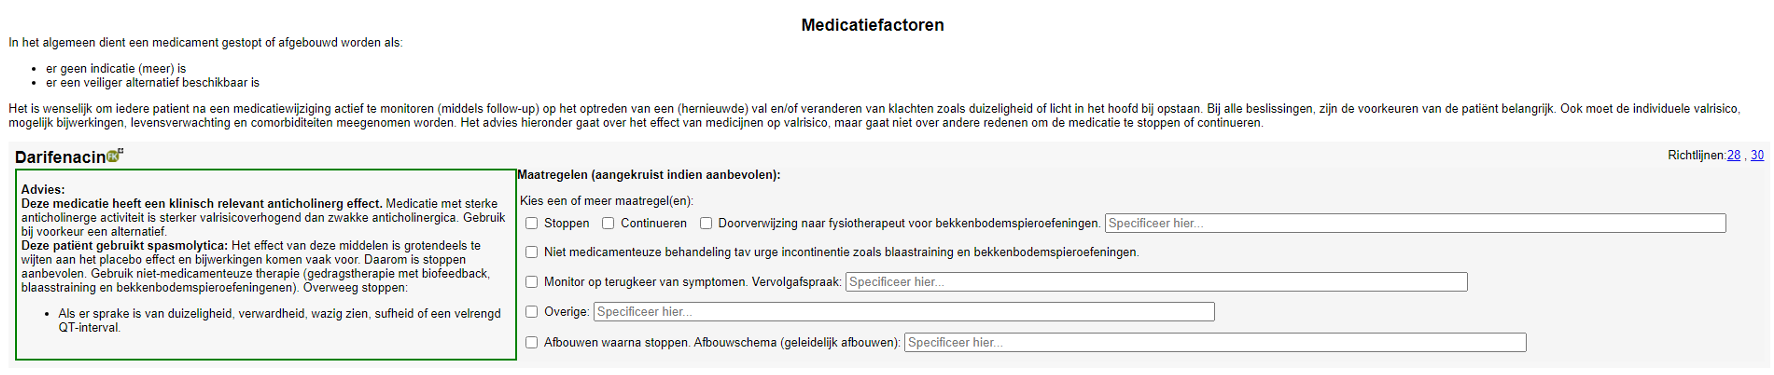 Medicatiefactoren
In het algemeen dient een medicament gestopt of afgebouwd worden als:
• er geen indicatie (meer) is
• er een veiliger alternatief beschikbaar is
Het is wenselijk om iedere patient na een medicatiewijziging actief te monitoren (middels follow-up) op het optreden van een (hernieuwde) val en/of veranderen van klachten zoals duizeligheid of licht in het hoofd bij opstaan. Bij alle beslissingen, zijn de voorkeuren van de patiënt belangrijk. Ook moet de individuele valrisico,
mogelijk bijwerkingen, levensverwachting en comorbiditeiten meegenomen worden. Het advies hieronder gaat over het effect van medicijnen op valrisico, maar gaat niet over andere redenen om de medicatie te stoppen of continueren.
Darifenacin FK
Richtlijnen:28 , 30
Advies:
Deze medicatie heeft een klinisch relevant anticholinerg effect. Medicatie met sterke
anticholinerge activiteit is sterker valrisicoverhogend dan zwakke anticholinergica. Gebruik
bij voorkeur een alternatief.
Deze patiënt gebruikt spasmolytica: Het effect van deze middelen is grotendeels te
wijten aan het placebo effect en bijwerkingen komen vaak voor. Daarom is stoppen
aanbevolen. Gebruik niet-medicamenteuze therapie (gedragstherapie met biofeedback,
blaasstraining en bekkenbodemspieroefeningenen). Overweeg stoppen:
• Als er sprake is van duizeligheid, verwardheid, wazig zien, sufheid of een velrengd
QT-interval.
Maatregelen (aangekruist indien aanbevolen):
Kies een of meer maatregel(en):
Stoppen Continueren Doorverwijzing naar fysiotherapeut voor bekkenbodemspieroefeningen. Specificeer hier...
Niet medicamenteuze behandeling tav urge incontinentie zoals blaastraining en bekkenbodemspieroefeningen.
Monitor op terugkeer van symptomen. Vervolgafspraak: Specificeer hier...
Overige: Specificeer hier...
Afbouwen waarna stoppen. Afbouwschema (geleidelijk afbouwen): Specificeer hier...